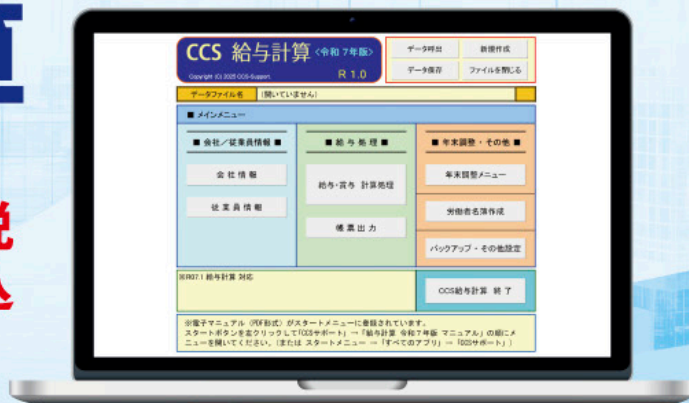 CCS 給与計算 <令和 7年版>
Copyright (C) 2025 CCS-Support.
R 1.0
データ呼出
新規作成
データ保存
ファイルを閉じる
データファイル名
(開いていません)
■ メインメニュー
■ 会社／従業員情報 ■
会 社 情 報
従 業 員 情 報
■ 給 与 処 理 ■
給与・賞与 計算処理
帳 票 出 力
■ 年末調整・その他 ■
年末調整メニュー
労働者名簿作成
バックアップ・その他設定
※R07.1 給与計算 対応
CCS給与計算 終 了
※電子マニュアル（PDF形式）がスタートメニューに登録されています。
スタートボタンを左クリックして「CCSサポート」→「給与計算 令和7年版 マニュアル」の順にメ
ニューを開いてください。（または スタートメニュー →「すべての
アプリ」→「CCSサポート」）
税